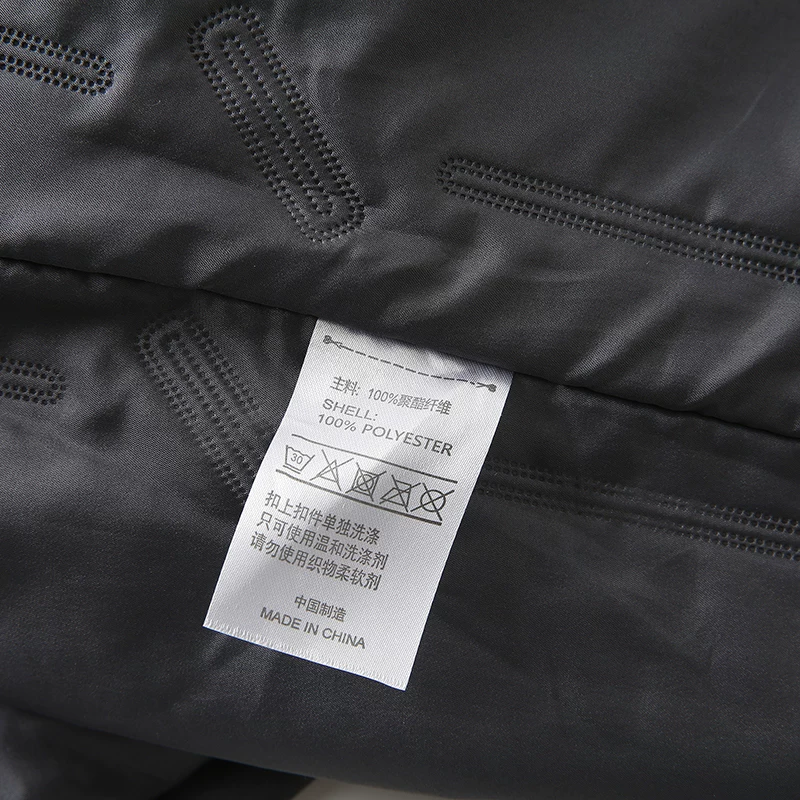 主料: 100%聚酯纤维
SHELL:
100% POLYESTER
30
扣上扣件单独洗涤
只可使用温和洗涤剂
请勿使用织物柔软剂
中国制造
MADE IN CHINA